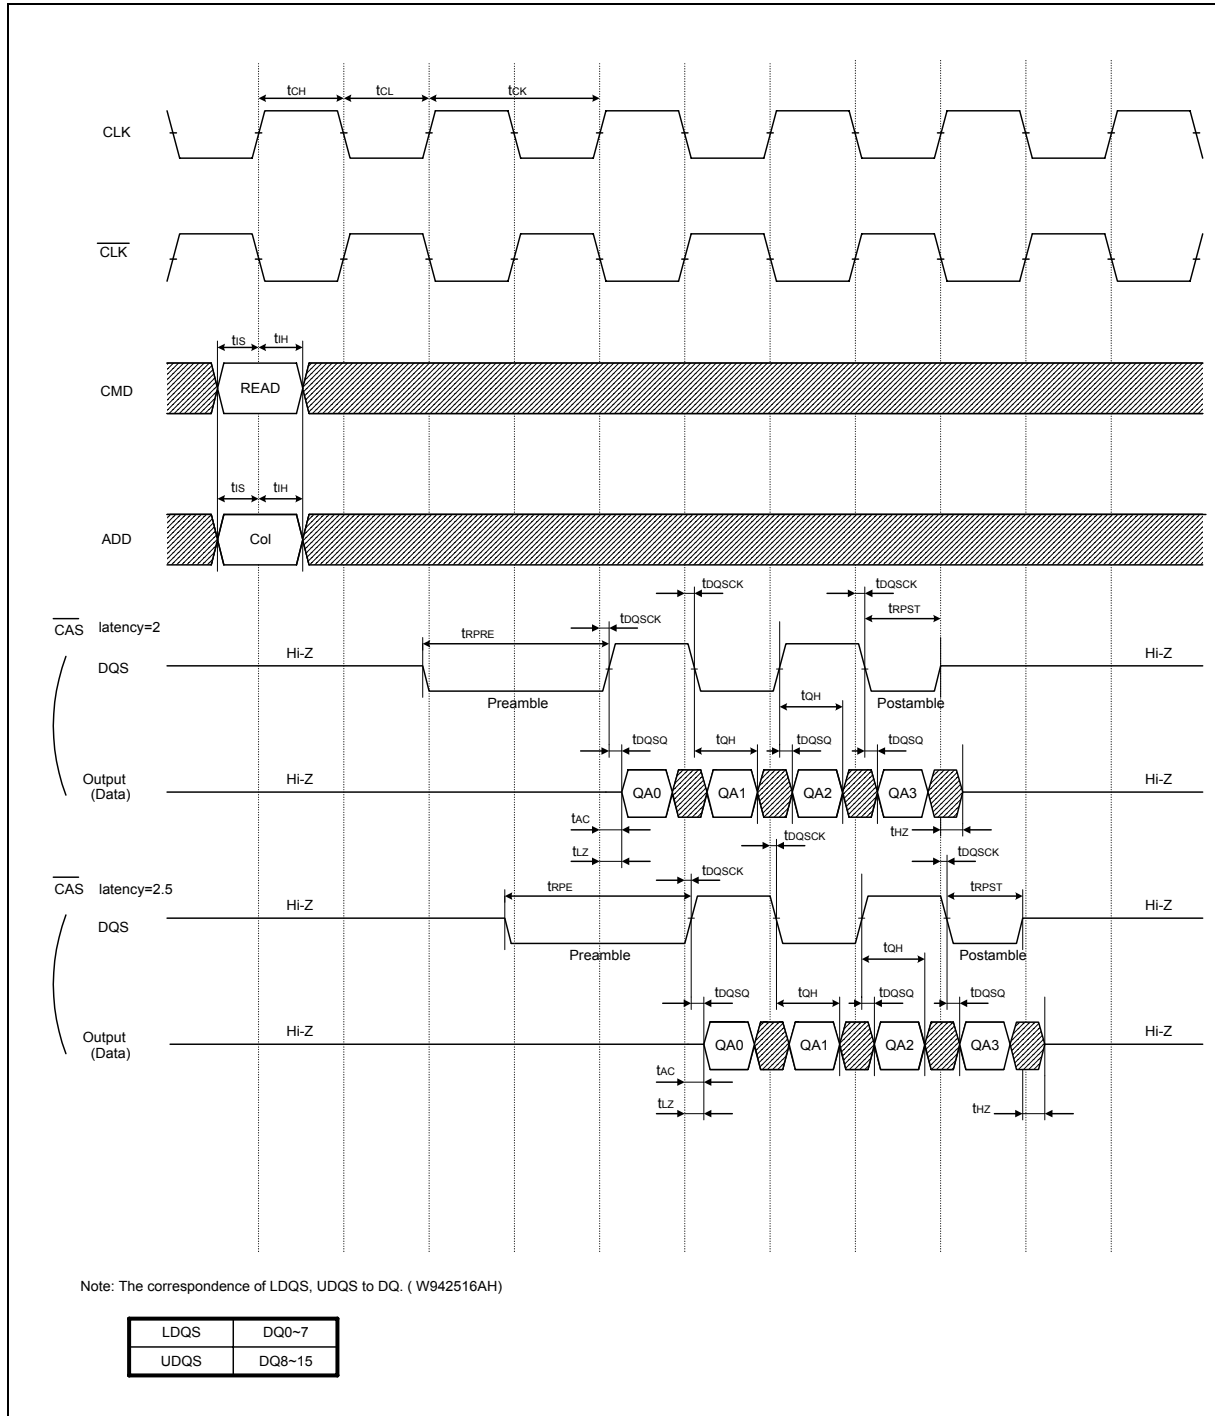 tCH tCL tCK
CLK
CLK
tIS tIH
CMD READ
tIS tIH
ADD Col
tDQSCK tDQSCK
CAS latency=2 tDQSCK tRPST
tRPRE
Hi-Z Hi-Z
DQS
Preamble Postamble
tQH
tDQSQ tQH tDQSQ tDQSQ
Output
(Data)
Hi-Z QA0 QA1 QA2 QA3 Hi-Z
tAC tHZ
tDQSCK
tLZ tDQSCK
CAS latency=2.5 tDQSCK
tRPE tRPST
Hi-Z Hi-Z
DQS
Preamble Postamble
tQH
tDQSQ tQH tDQSQ tDQSQ
Output
(Data)
Hi-Z QA0 QA1 QA2 QA3 Hi-Z
tAC
tLZ tHZ
Note: The correspondence of LDQS, UDQS to DQ. ( W942516AH)
LDQS DQ0~7
UDQS DQ8~15